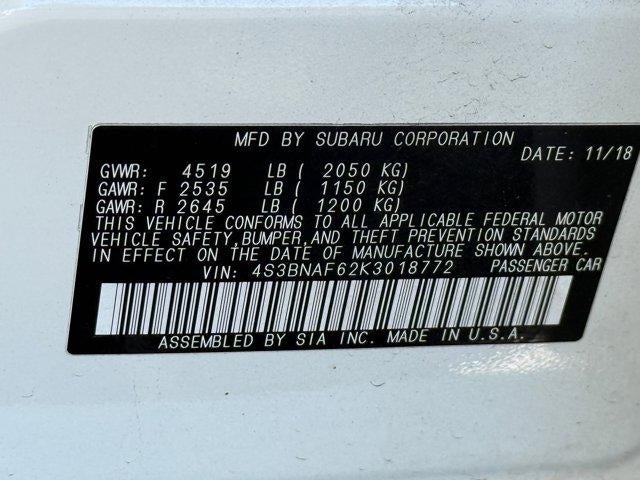 MFD BY SUBARU CORPORATION
DATE: 11/18
GVWR: 4519 LB ( 2050 KG)
GAWR: F 2535 LB ( 1150 KG)
GAWR: R 2645 LB ( 1200 KG)
THIS VEHICLE CONFORMS TO ALL APPLICABLE FEDERAL MOTOR
VEHICLE SAFETY, BUMPER, AND THEFT PREVENTION STANDARDS
IN EFFECT ON THE DATE OF MANUFACTURE SHOWN ABOVE.
VIN: 4S3BNAF62K3018772 PASSENGER CAR
ASSEMBLED BY SIA INC. MADE IN U.S.A.